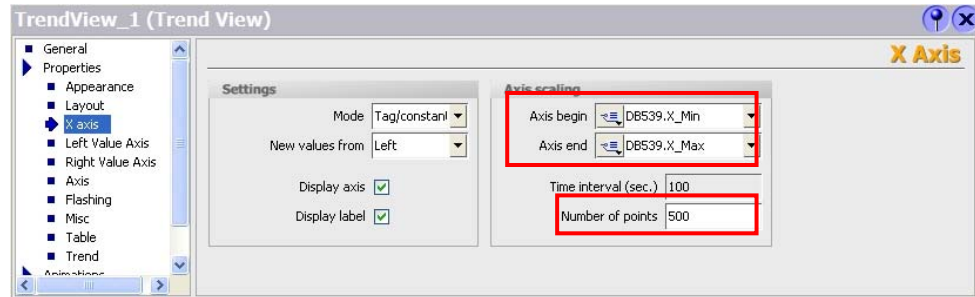 TrendView_1 (Trend View)
General
Properties
Appearance
Layout
X axis
Left Value Axis
Right Value Axis
Axis
Flashing
Misc
Table
Trend
Animations
X Axis
Settings
Mode Tag/constant
New values from Left
Display axis
Display label
Axis scaling
Axis begin DB539.X_Min
Axis end DB539.X_Max
Time interval (sec.) 100
Number of points 500